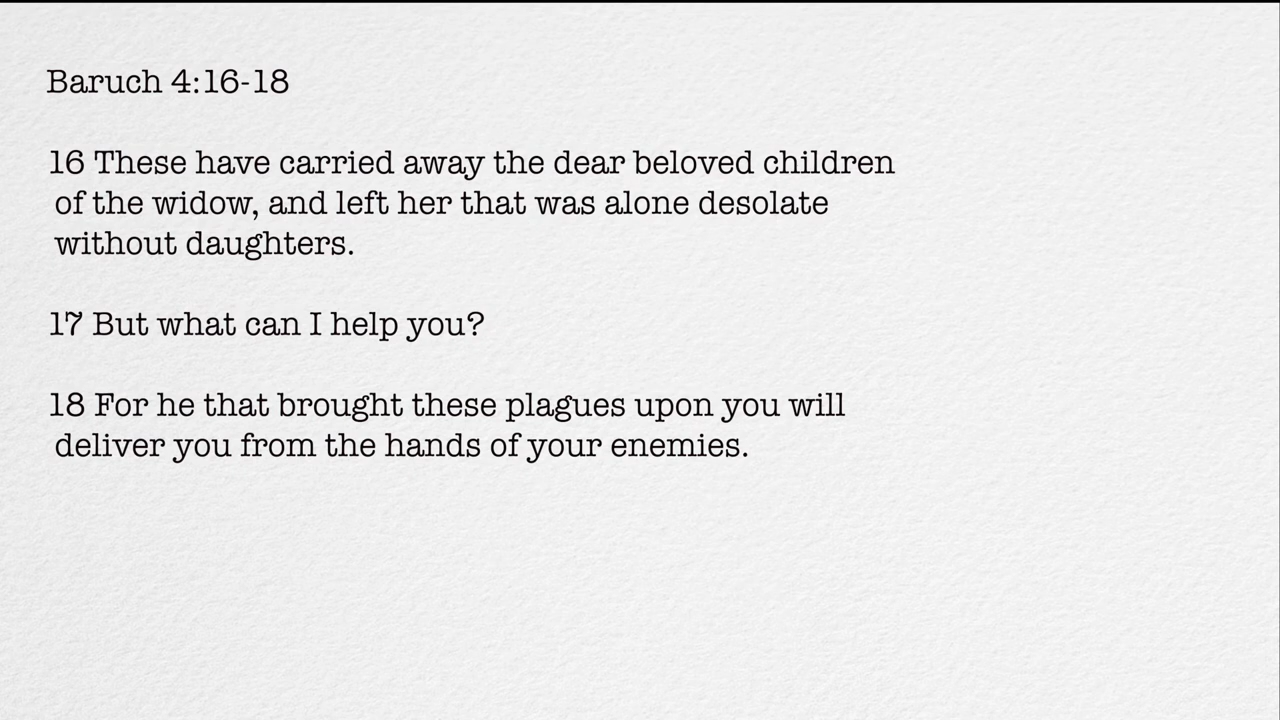 Baruch 4:16-18
16 These have carried away the dear beloved children
of the widow, and left her that was alone desolate
without daughters.
17 But what can I help you?
18 For he that brought these plagues upon you will
deliver you from the hands of your enemies.